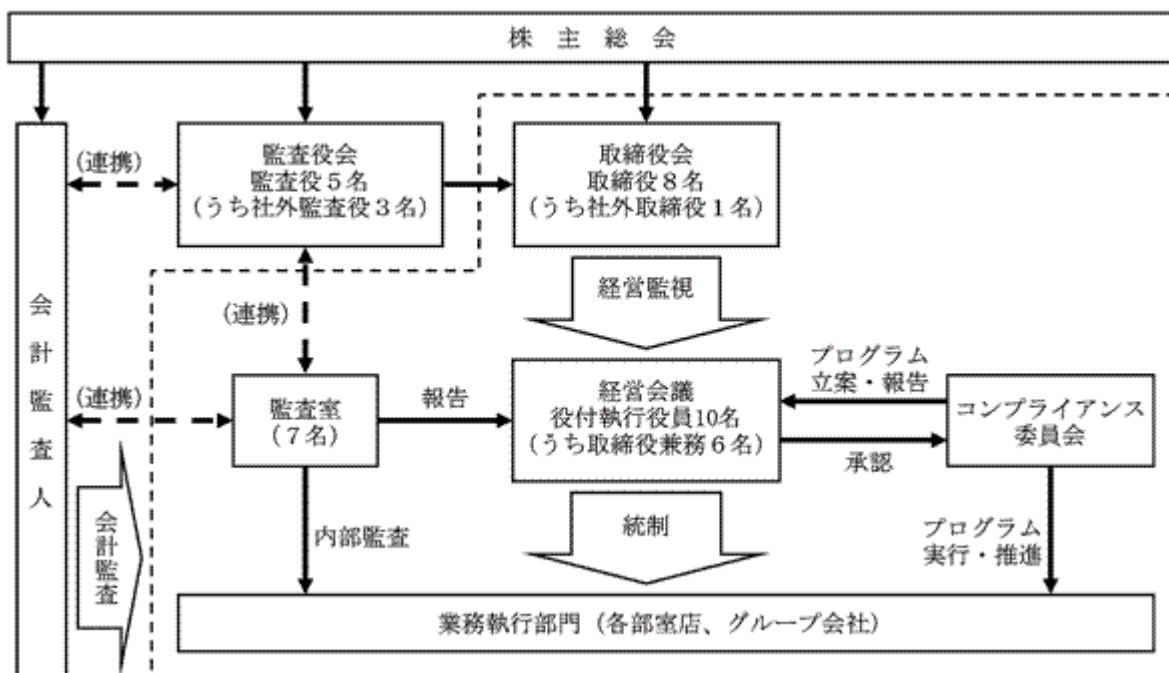 株主総会
(連携)
監査役会
監査役５名
(うち社外監査役３名)
取締役会
取締役８名
(うち社外取締役１名)
経営監視
(連携)
会計監査人
(連携)
監査室
(７名)
報告
経営会議
役付執行役員10名
(うち取締役兼務６名)
プログラム
立案・報告
承認
コンプライアンス
委員会
会計監査
内部監査
統制
プログラム
実行・推進
業務執行部門（各部室店、グループ会社）